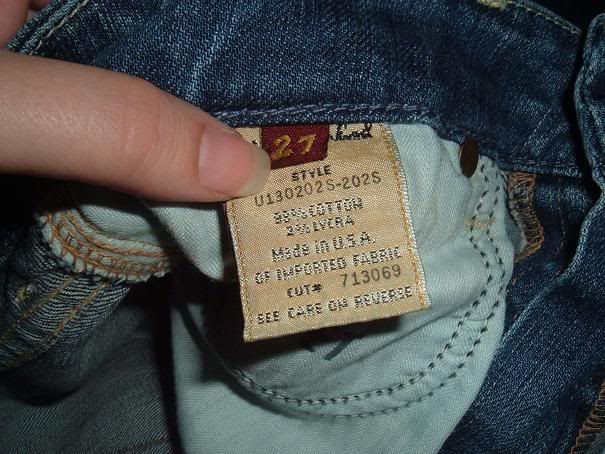 27
STYLE
U130202S-202S
98% COTTON
2% LYCRA
MADE IN U.S.A.
OF IMPORTED FABRIC
CUT# 713069
SEE CARE ON REVERSE